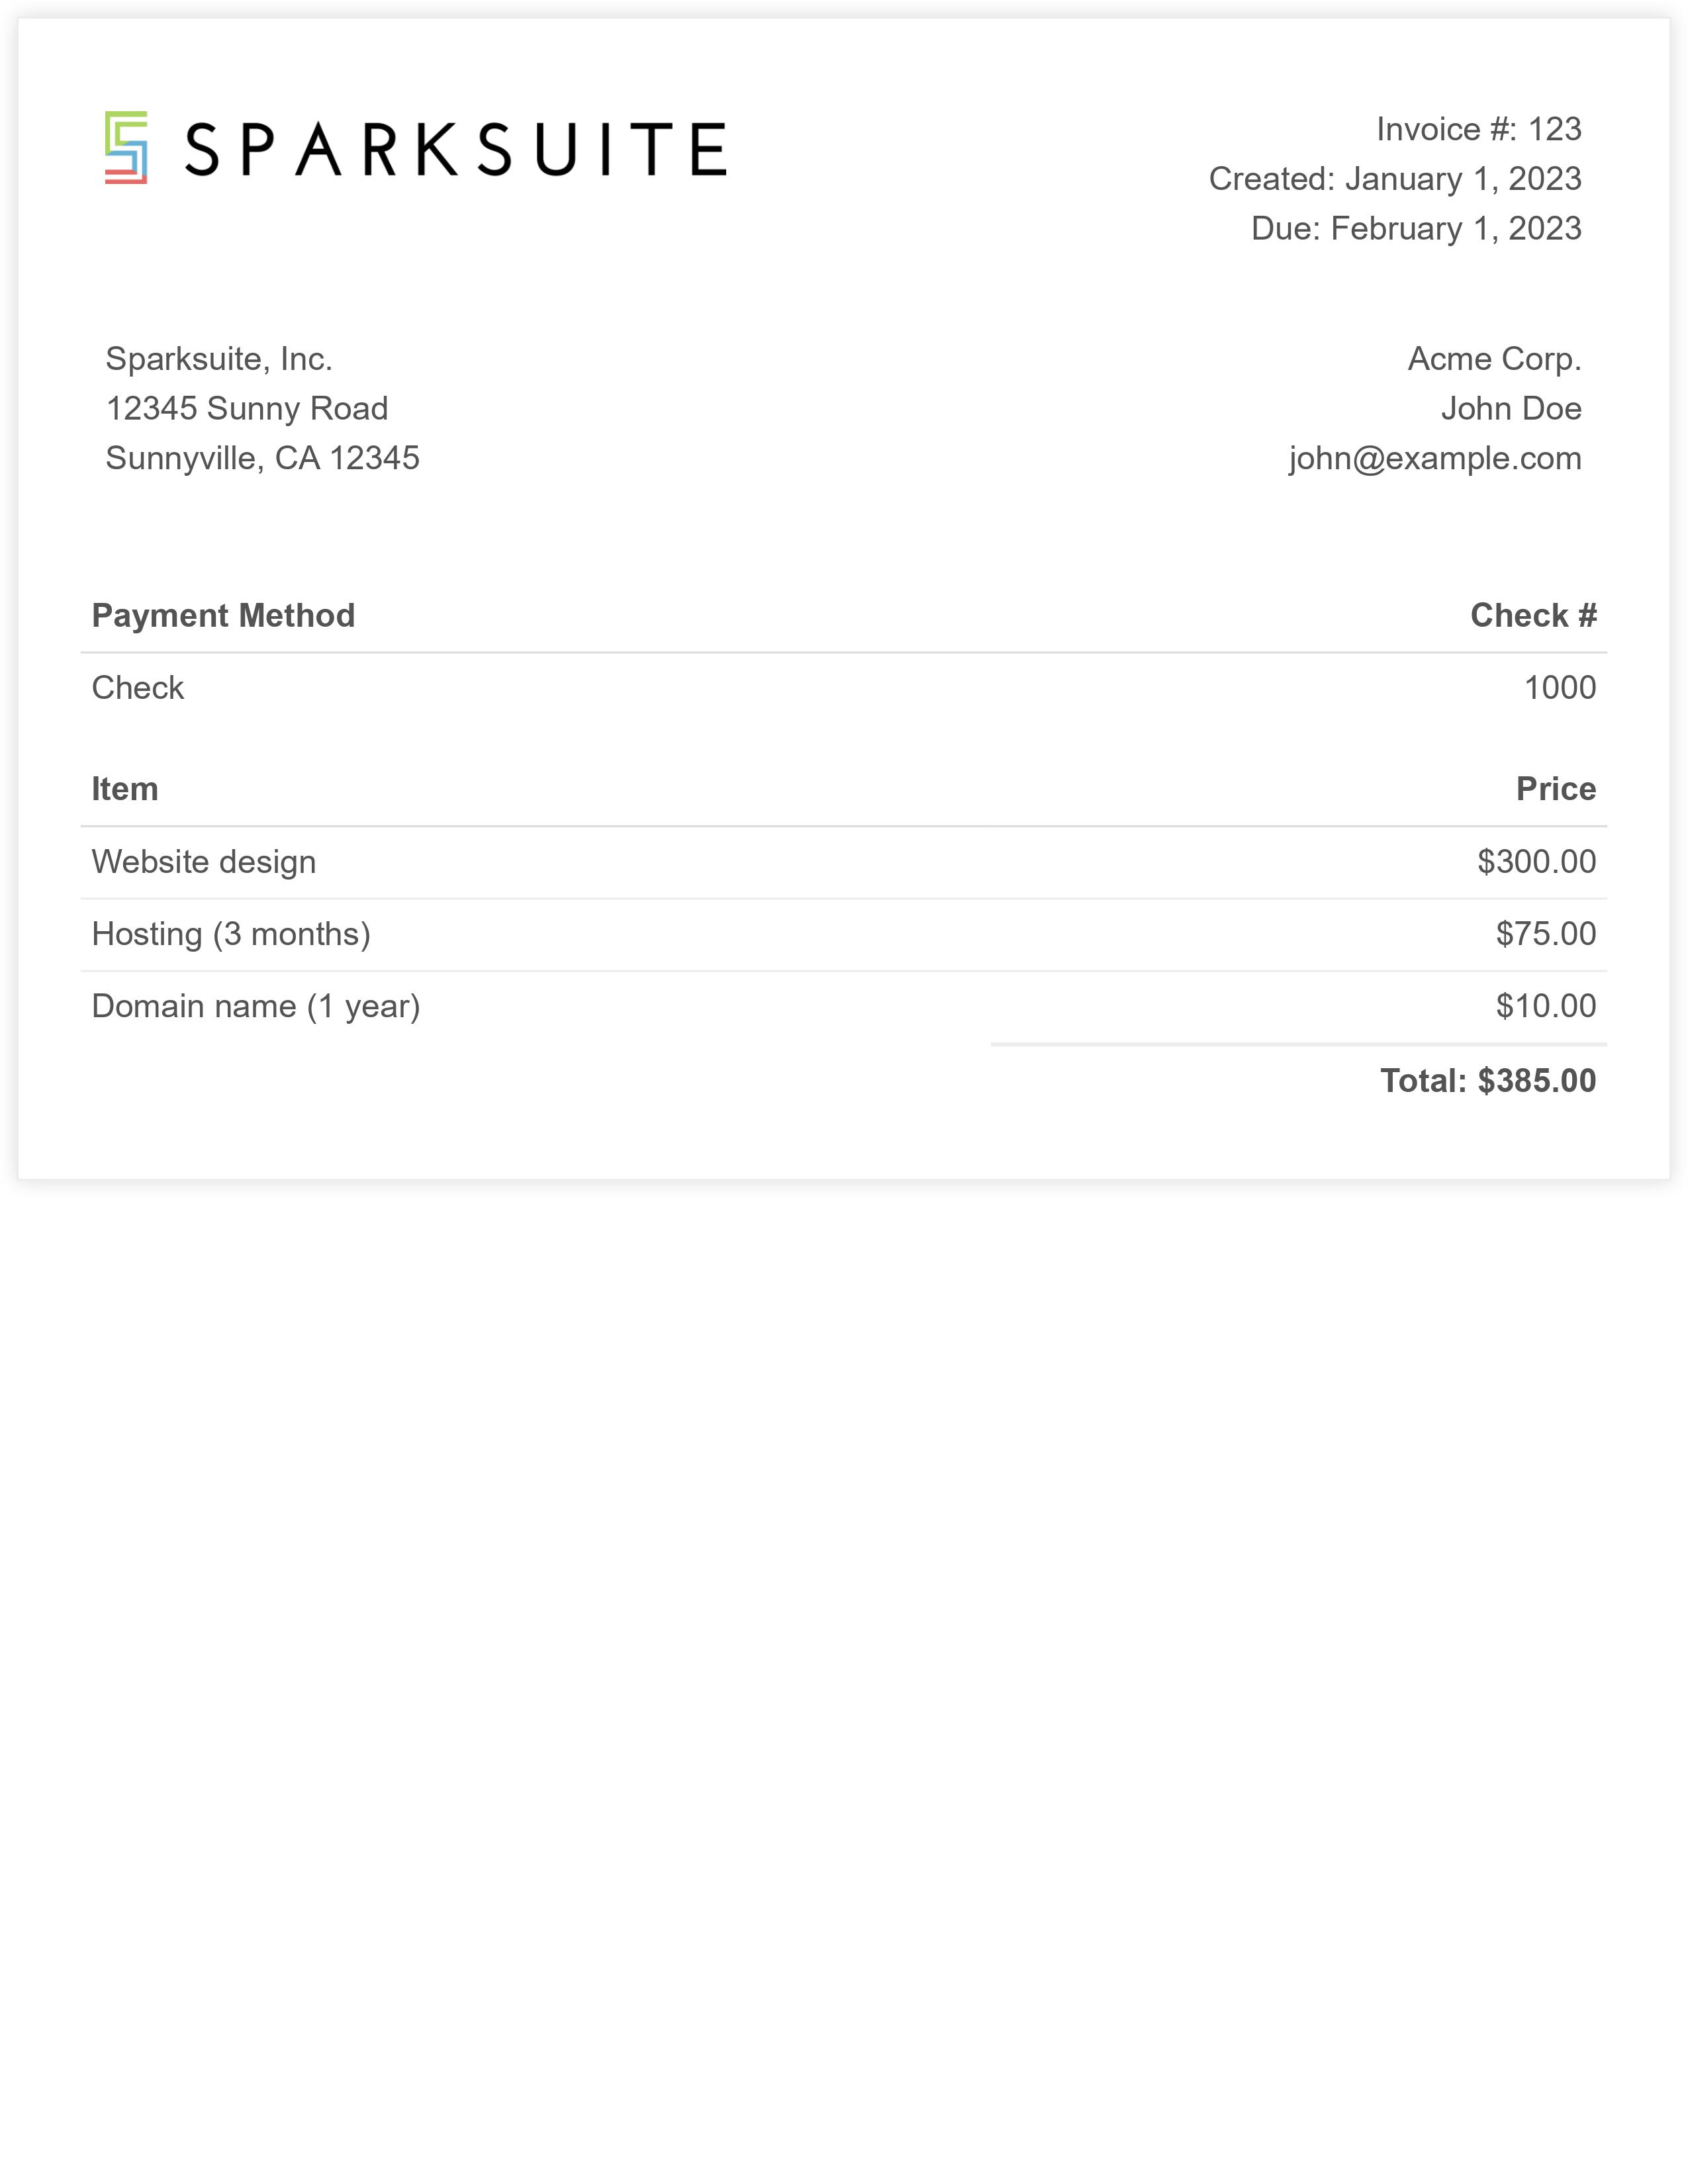 SPARKSUITE
Invoice #: 123
Created: January 1, 2023
Due: February 1, 2023
Sparksuite, Inc.
12345 Sunny Road
Sunnyville, CA 12345
Acme Corp.
John Doe
john@example.com
Payment Method Check #
Check 1000
Item Price
Website design $300.00
Hosting (3 months) $75.00
Domain name (1 year) $10.00
Total: $385.00